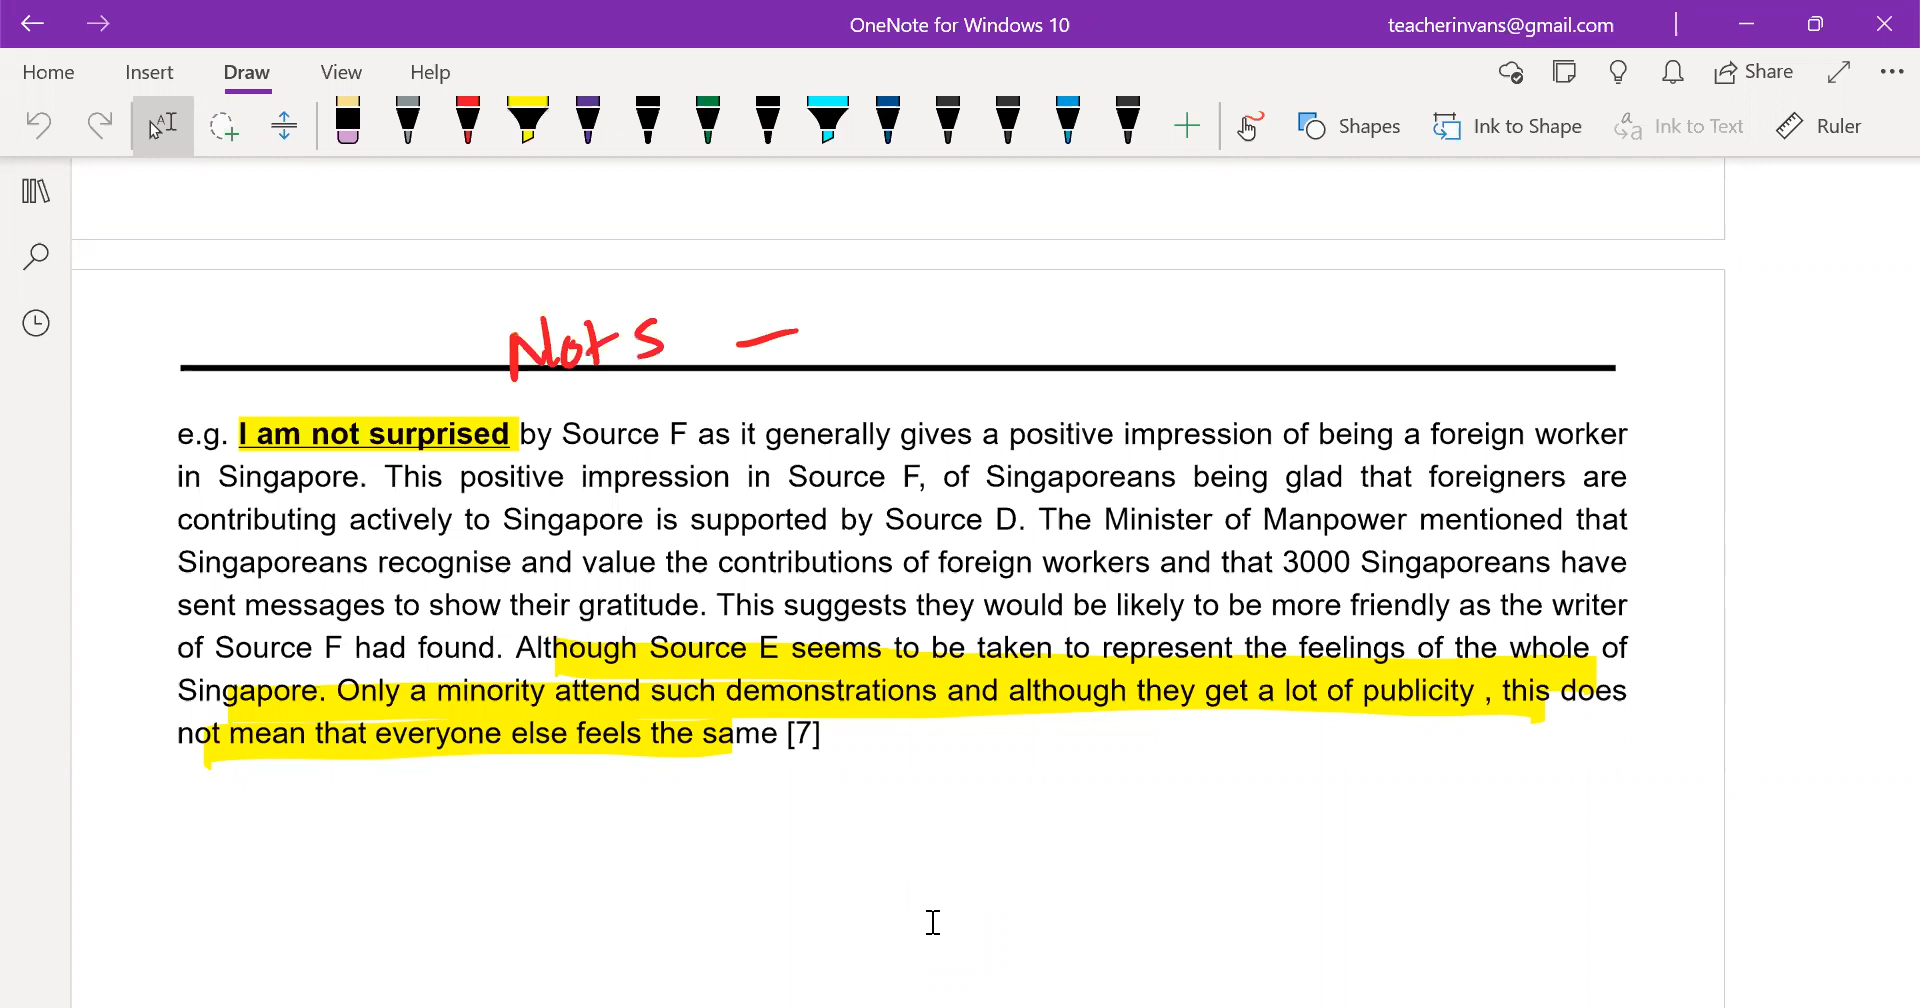 OneNote for Windows 10
teacherinvans@gmail.com
Home Insert Draw View Help
Share
Shapes Ink to Shape Ink to Text Ruler
Not S —
e.g. I am not surprised by Source F as it generally gives a positive impression of being a foreign worker
in Singapore. This positive impression in Source F, of Singaporeans being glad that foreigners are
contributing actively to Singapore is supported by Source D. The Minister of Manpower mentioned that
Singaporeans recognise and value the contributions of foreign workers and that 3000 Singaporeans have
sent messages to show their gratitude. This suggests they would be likely to be more friendly as the writer
of Source F had found. Although Source E seems to be taken to represent the feelings of the whole of
Singapore. Only a minority attend such demonstrations and although they get a lot of publicity , this does
not mean that everyone else feels the same [7]